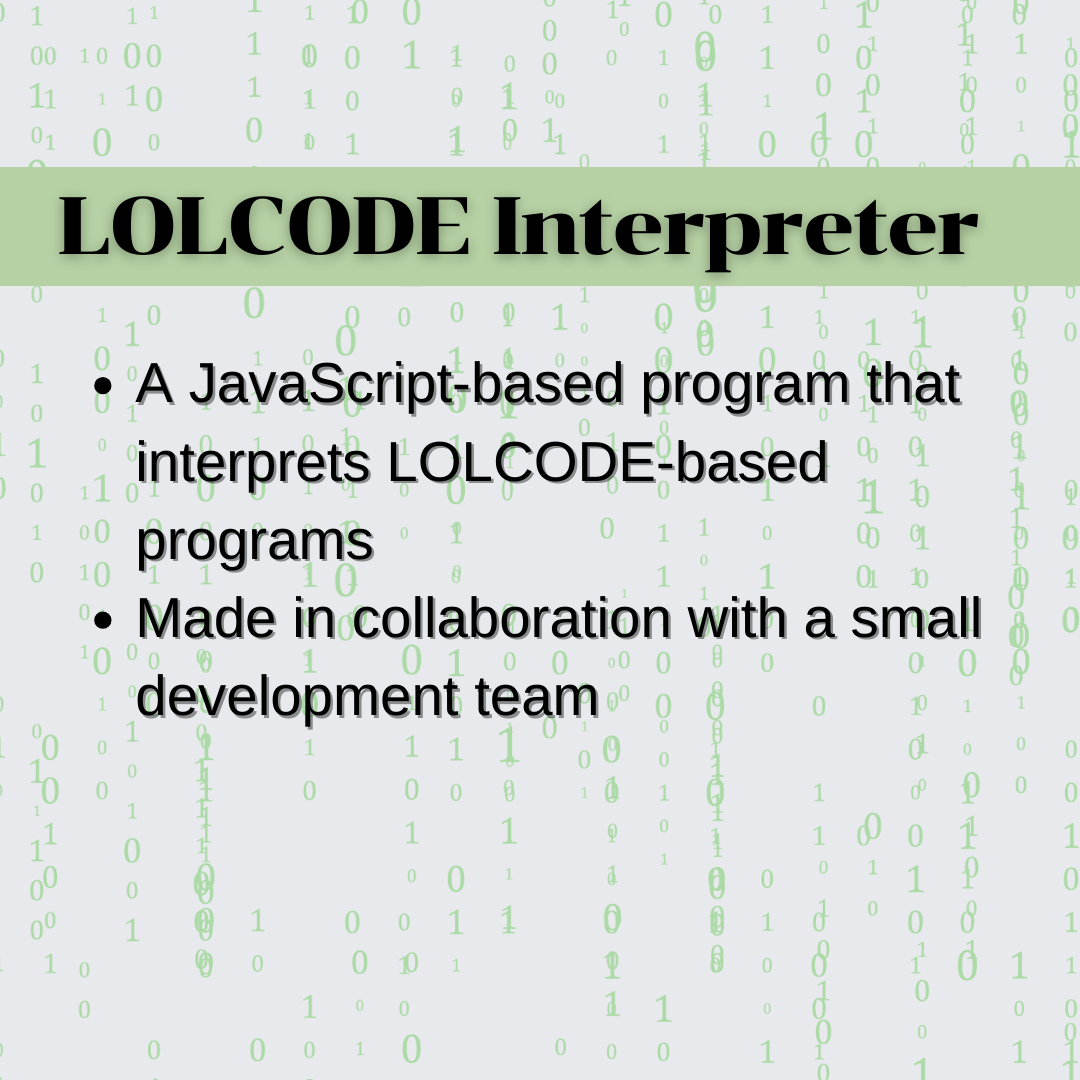 LOLCODE Interpreter
• A JavaScript-based program that
interprets LOLCODE-based
programs
• Made in collaboration with a small
development team